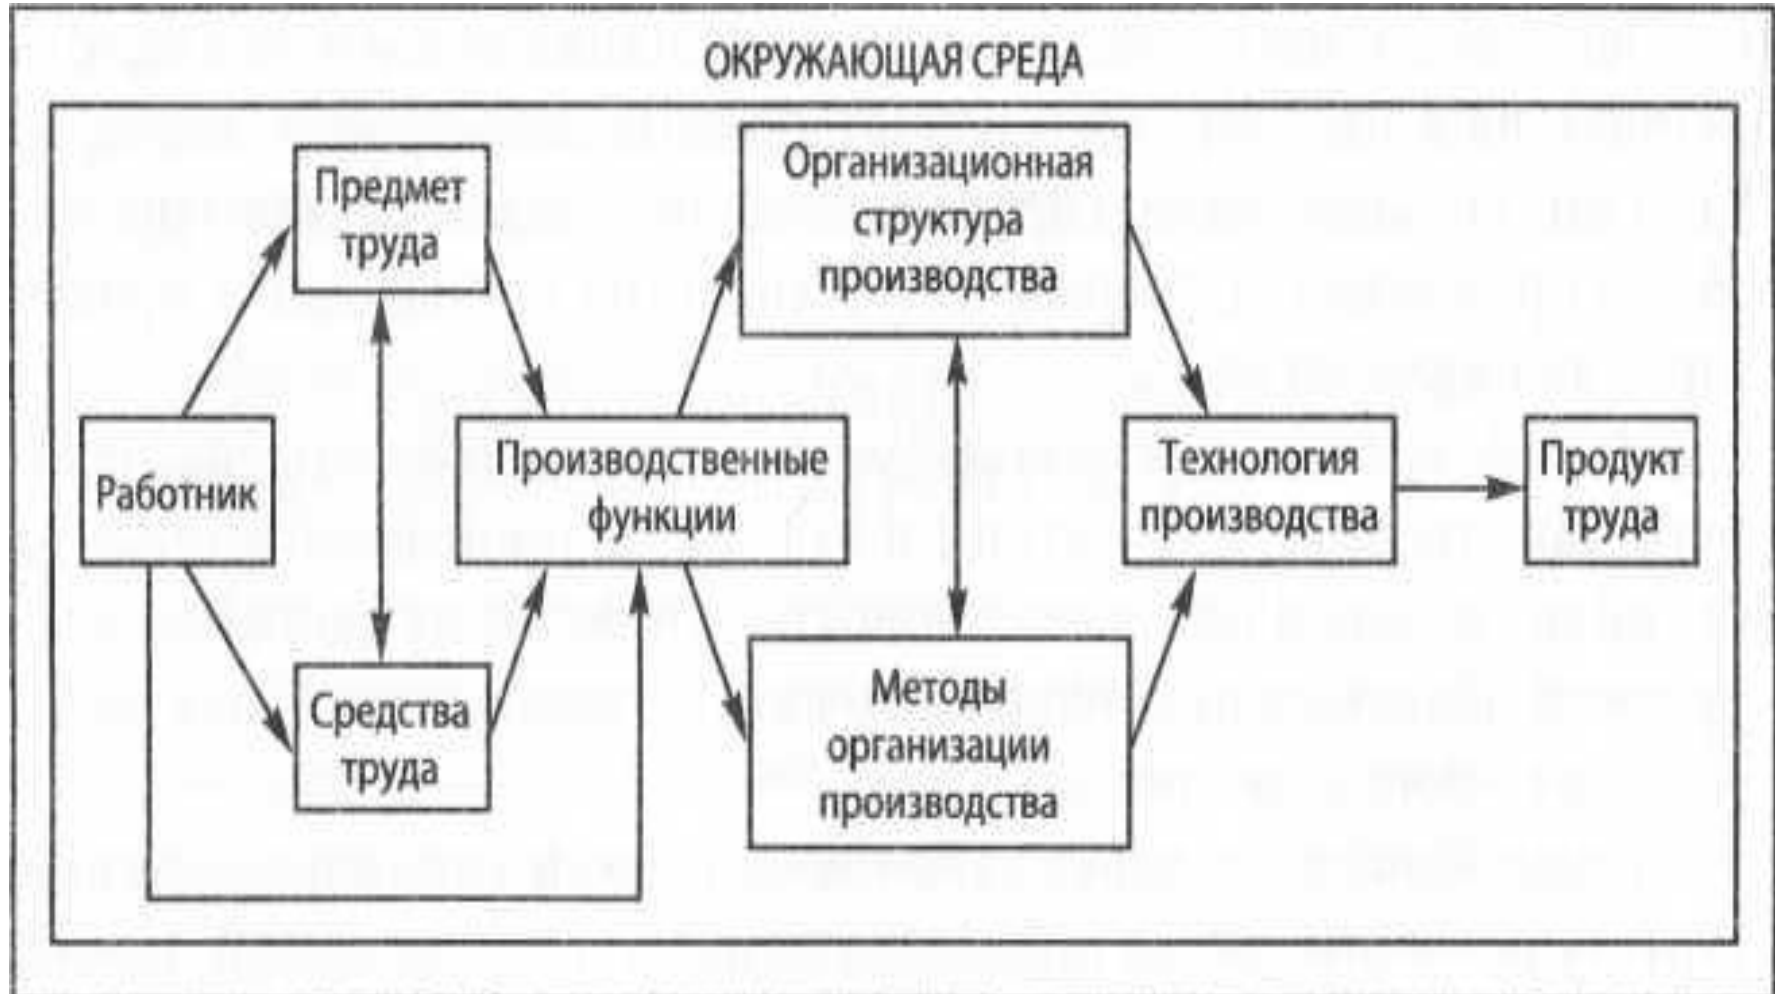 ОКРУЖАЮЩАЯ СРЕДА
Предмет
труда
Организационная
структура
производства
Работник
Производственные
функции
Технология
производства
Продукт
труда
Средства
труда
Методы
организации
производства